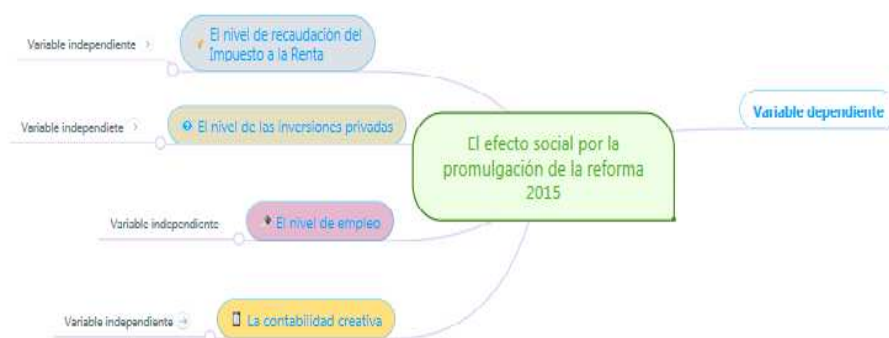 Variable independiente
El nivel de recaudación del
Impuesto a la Renta
Variable independiete
El nivel de las inversiones privadas
Variable dependiente
El efecto social por la
promulgación de la reforma
2015
Variable independiente
El nivel de empleo
Variable independiente
La contabilidad creativa